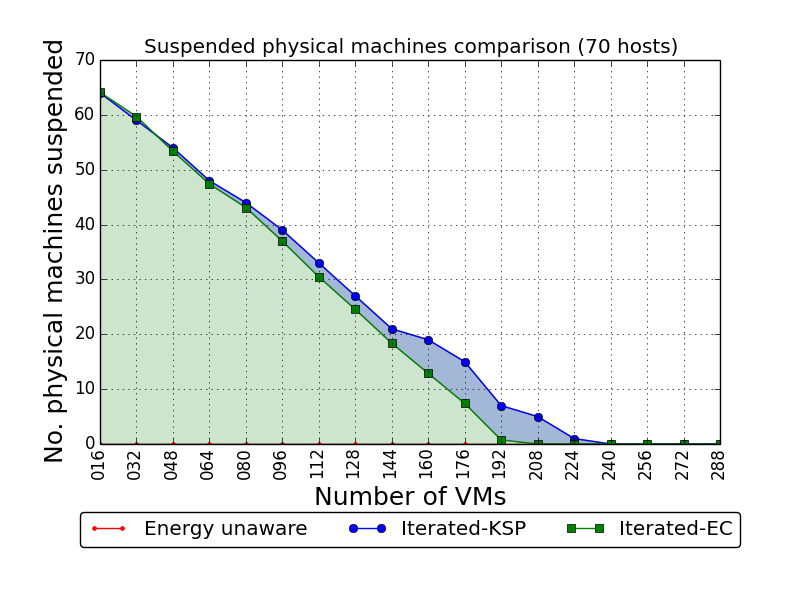 Suspended physical machines comparison (70 hosts)
No. physical machines suspended
70
60
50
40
30
20
10
0
016 032 048 064 080 096 112 128 144 160 176 192 208 224 240 256 272 288
Number of VMs
Energy unaware Iterated-KSP Iterated-EC